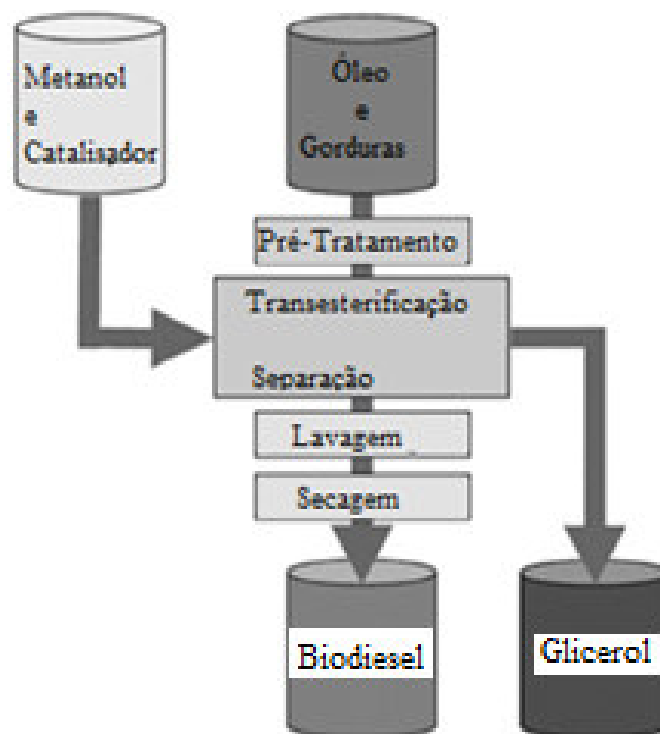 Metanol
e
Catalisador
Óleo
e
Gorduras
Pré-Tratamento
Transesterificação
Separação
Lavagem
Secagem
Biodiesel
Glicerol